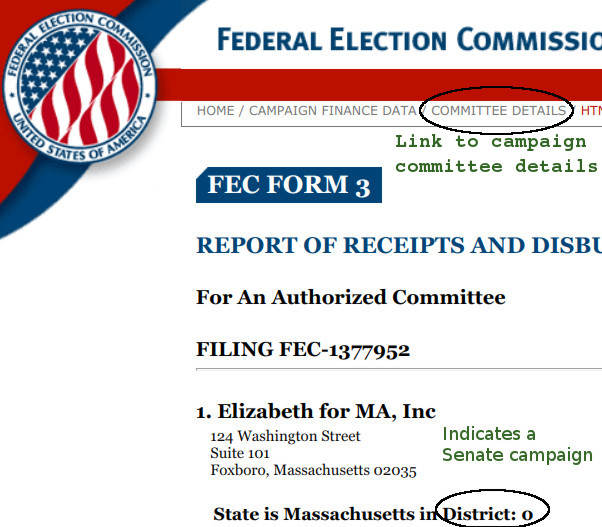 FEDERAL ELECTION COMMISSION
UNITED STATES OF AMERICA
FEDERAL ELECTION COMMISSIO
HOME / CAMPAIGN FINANCE DATA / COMMITTEE DETAILS / HTM
Link to campaign
committee details
FEC FORM 3
REPORT OF RECEIPTS AND DISBU
For An Authorized Committee
FILING FEC-1377952
1. Elizabeth for MA, Inc
124 Washington Street
Suite 101
Foxboro, Massachusetts 02035
Indicates a
Senate campaign
State is Massachusetts in District: 0